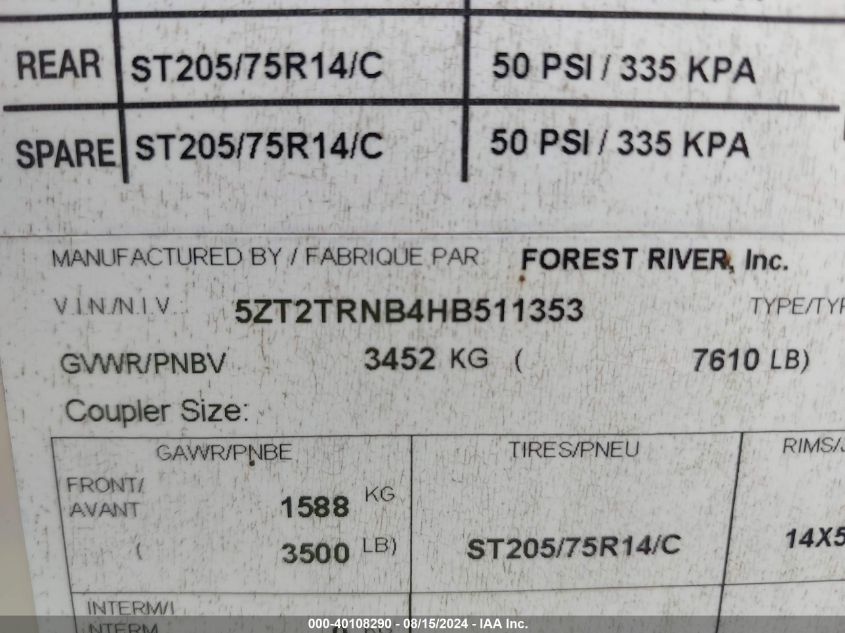 REAR ST205/75R14/C 50 PSI / 335 KPA
SPARE ST205/75R14/C 50 PSI / 335 KPA
MANUFACTURED BY / FABRIQUE PAR FOREST RIVER, Inc.
V.I.N./N.I.V. 5ZT2TRNB4HB511353 TYPE/TYP
GVWR/PNBV 3452 KG ( 7610 LB)
Coupler Size:
GAWR/PNBE TIRES/PNEU RIMS/J
FRONT/
AVANT 1588 KG
( 3500 LB) ST205/75R14/C 14X5
INTERM/I
000-40108290 - 08/15/2024 - IAA Inc.